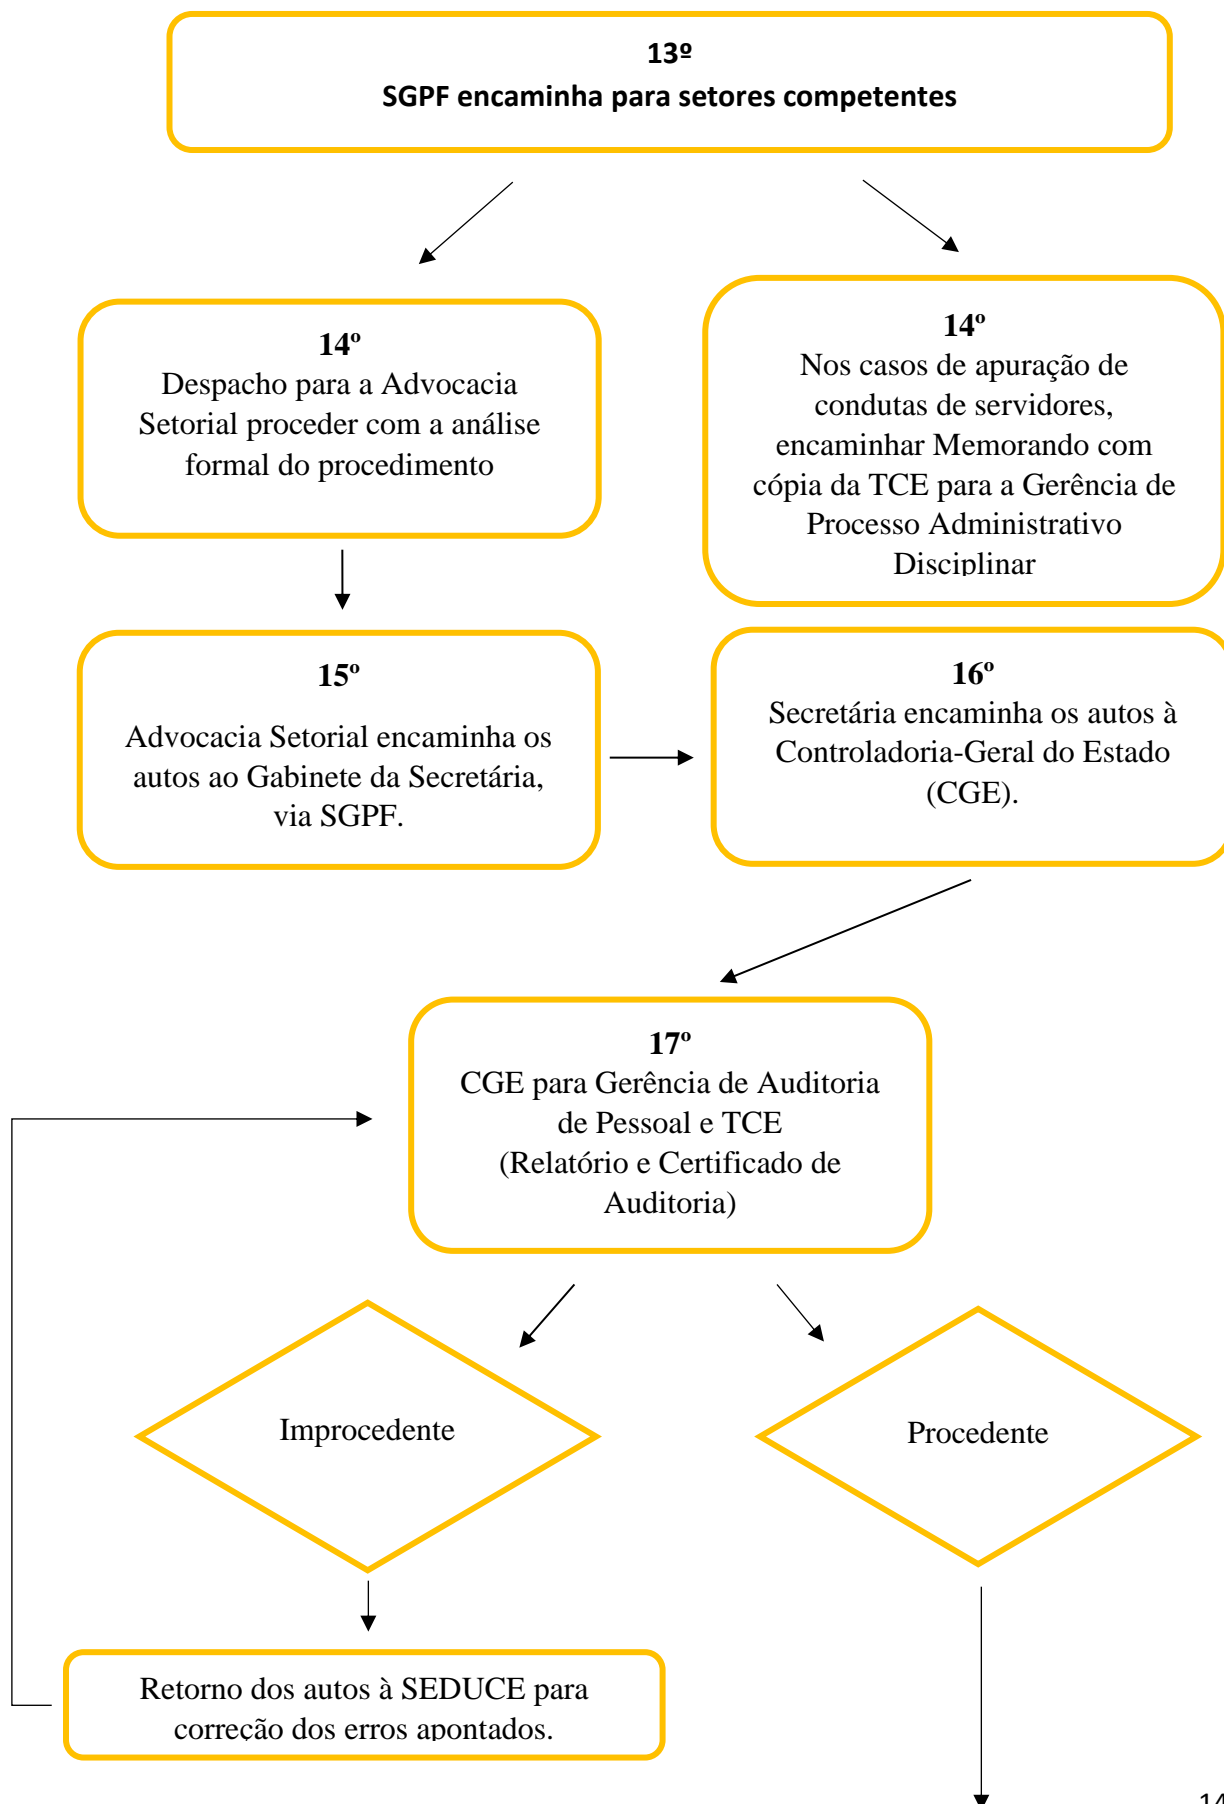 13º
SGPF encaminha para setores competentes
14º
Despacho para a Advocacia
Setorial proceder com a análise
formal do procedimento
14º
Nos casos de apuração de
condutas de servidores,
encaminhar Memorando com
cópia da TCE para a Gerência de
Processo Administrativo
Disciplinar
15º
Advocacia Setorial encaminha os
autos ao Gabinete da Secretária,
via SGPF.
16º
Secretária encaminha os autos à
Controladoria-Geral do Estado
(CGE).
17º
CGE para Gerência de Auditoria
de Pessoal e TCE
(Relatório e Certificado de
Auditoria)
Improcedente
Procedente
Retorno dos autos à SEDUCE para
correção dos erros apontados.
14